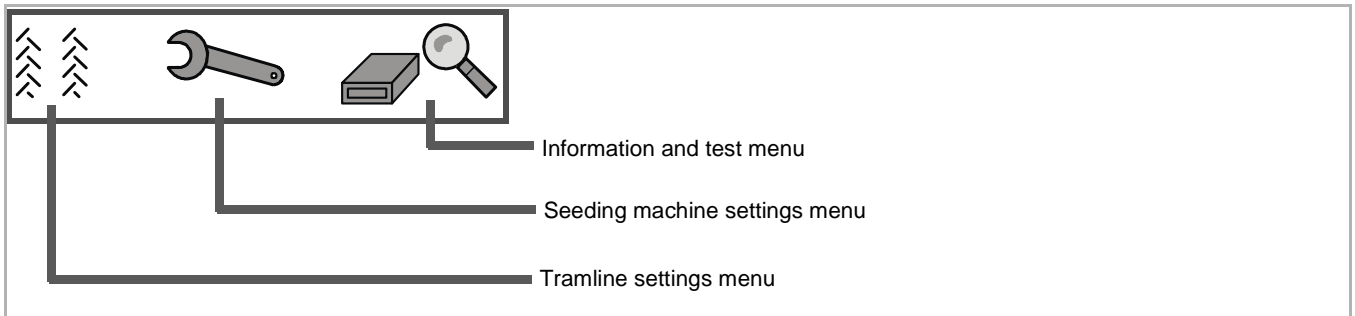 Information and test menu
Seeding machine settings menu
Tramline settings menu